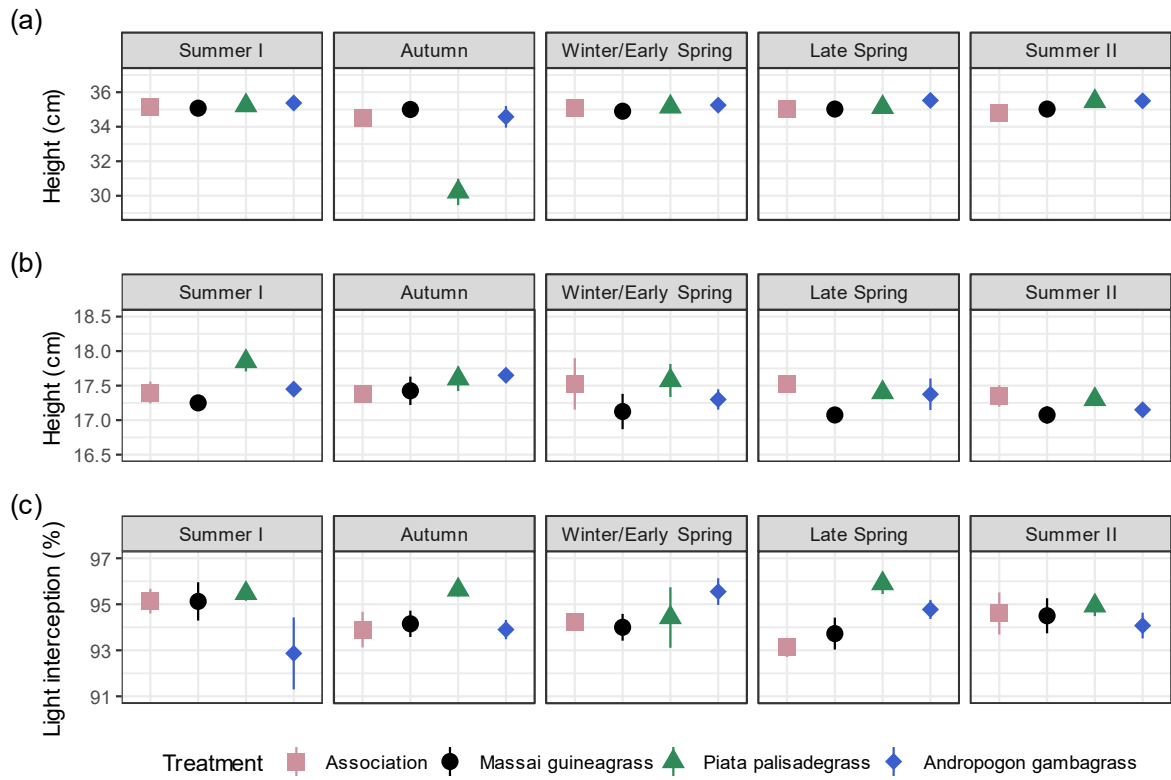 (a)
Summer I Autumn Winter/Early Spring Late Spring Summer II
Height (cm)
36
34
32
30
(b)
Summer I Autumn Winter/Early Spring Late Spring Summer II
Height (cm)
18.5
18.0
17.5
17.0
16.5
(c)
Summer I Autumn Winter/Early Spring Late Spring Summer II
Light interception (%)
97
95
93
91
Treatment Association Massai guineagrass Piata palisadegrass Andropogon gambagrass